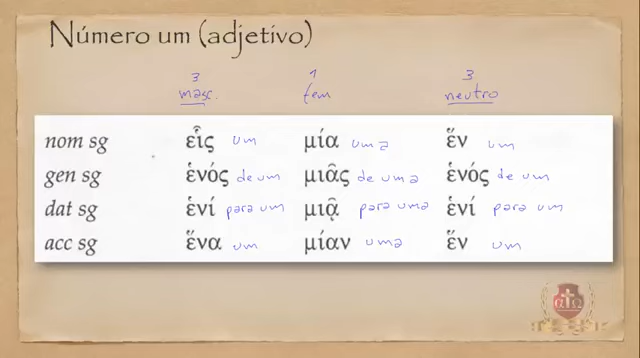 Número um (adjetivo)
3 1 3
masc. fem neutro
nom sg εἷς um μία uma ἕν um
gen sg ἑνός de um μιᾶς de uma ἑνός de um
dat sg ἑνί para um μιᾷ para uma ἑνί para um
acc sg ἕνα um μίαν uma ἕν um